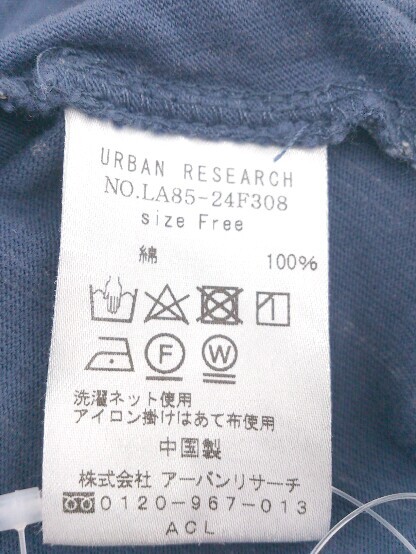 URBAN RESEARCH
NO.LA85-24F308
size Free
綿 100%
F W
洗濯ネット使用
アイロン掛けはあて布使用
中国製
株式会社 アーバンリサーチ
0120-967-013
ACL